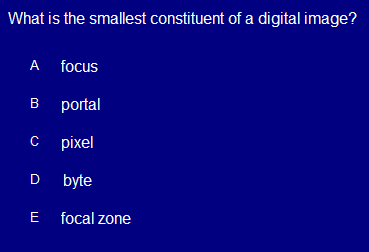 What is the smallest constituent of a digital image?
A focus
B portal
C pixel
D byte
E focal zone